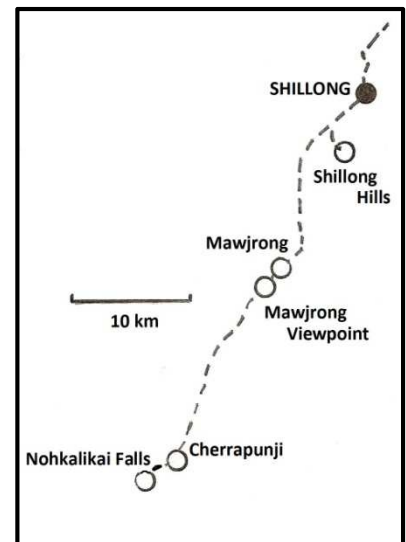 SHILLONG
Shillong
Hills
Mawjrong
10 km
Mawjrong
Viewpoint
Nohkalikai Falls
Cherrapunji